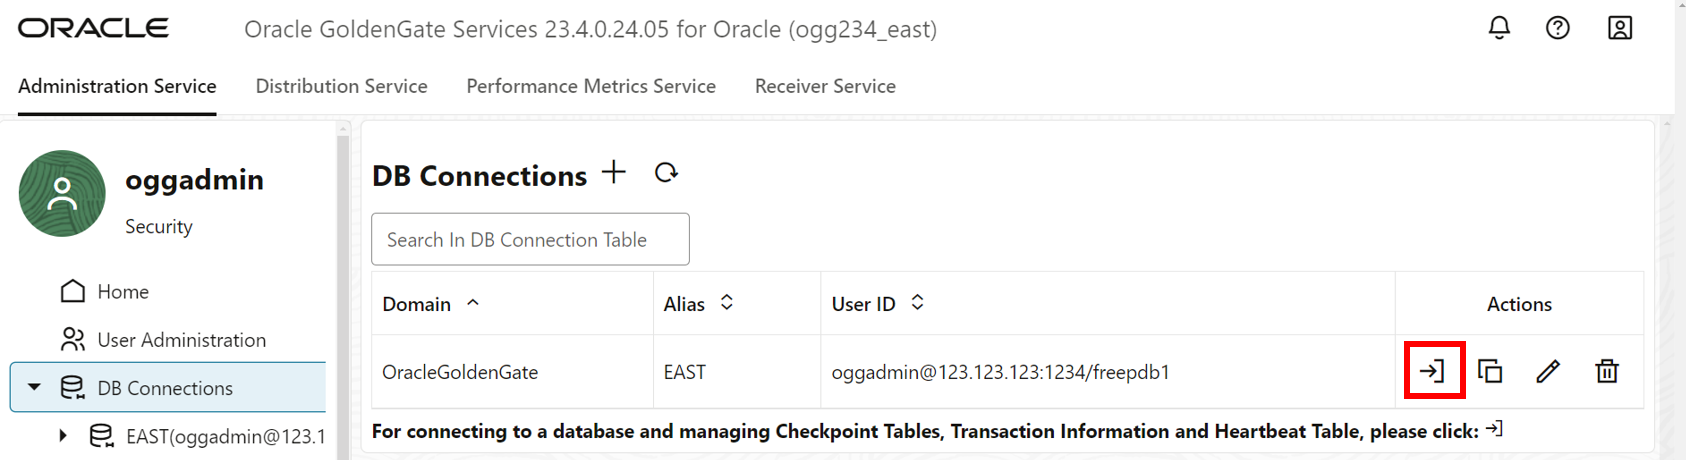 ORACLE
Oracle GoldenGate Services 23.4.0.24.05 for Oracle (ogg234_east)
Administration Service
Distribution Service
Performance Metrics Service
Receiver Service
oggadmin
Security
Home
User Administration
DB Connections
EAST(oggadmin@123.1
DB Connections
Search In DB Connection Table
Domain Alias User ID Actions
OracleGoldenGate EAST oggadmin@123.123.123:1234/freepdb1
For connecting to a database and managing Checkpoint Tables, Transaction Information and Heartbeat Table, please click: